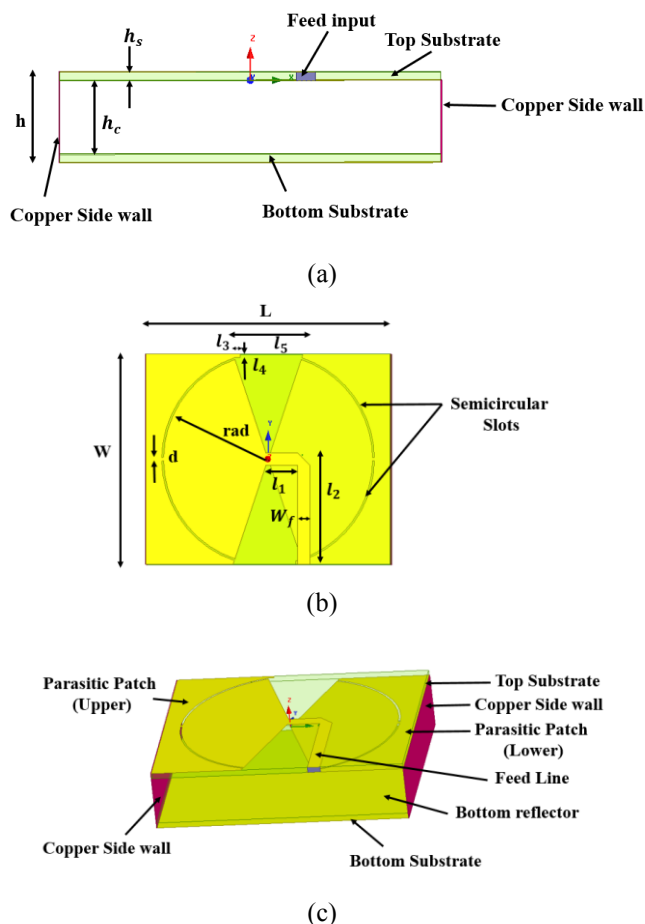 Feed input
h_s
Z
Top Substrate
X
h
h_c
Copper Side wall
Copper Side wall
Bottom Substrate
(a)
L
l_3
l_5
l_4
Semicircular
Slots
rad
Y
W
d
l_1
l_2
W_f
(b)
Parasitic Patch
(Upper)
Top Substrate
Copper Side wall
Z
Parasitic Patch
(Lower)
Feed Line
Bottom reflector
Copper Side wall
Bottom Substrate
(c)